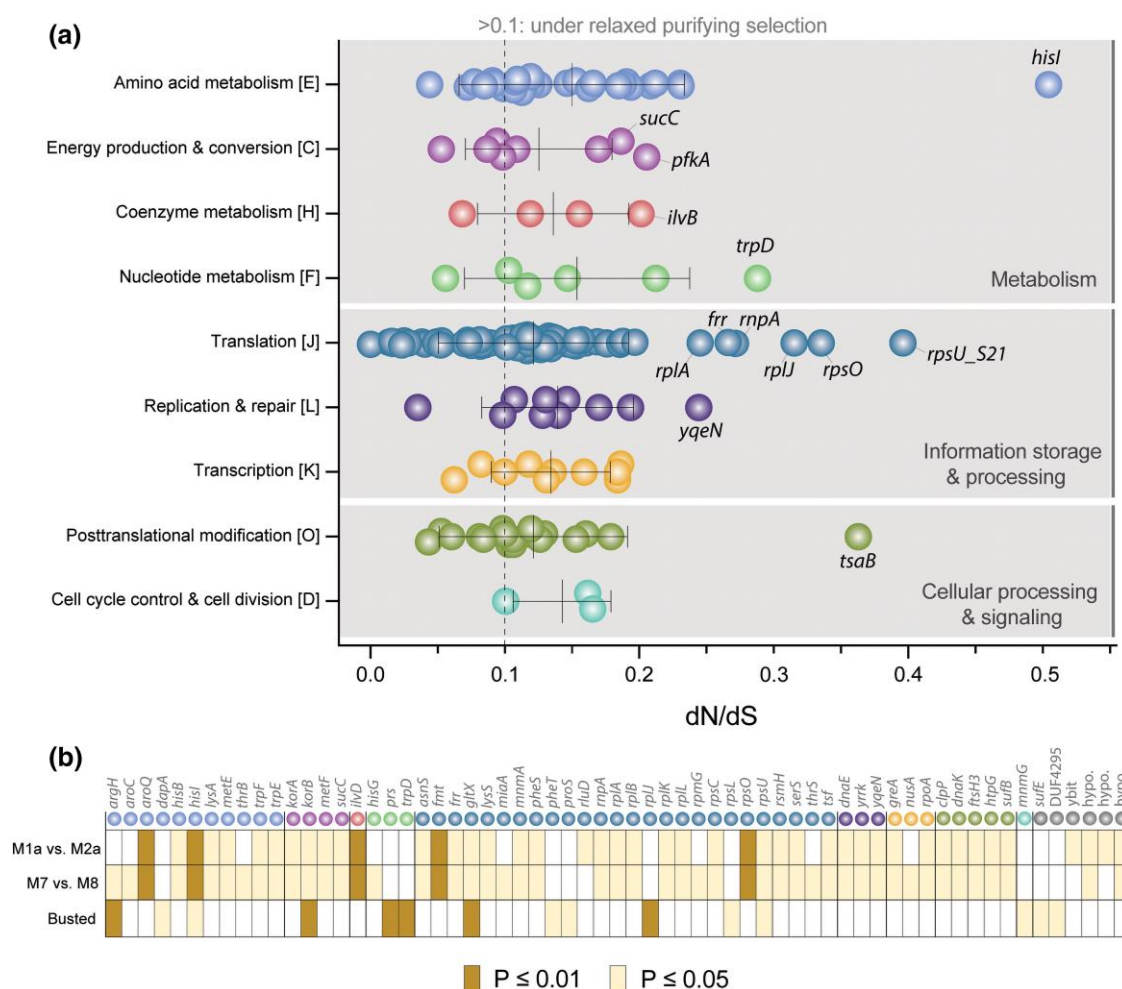 (a)
>0.1: under relaxed purifying selection
Amino acid metabolism [E]
hisI
Energy production & conversion [C]
sucC
pfkA
Coenzyme metabolism [H]
ilvB
Nucleotide metabolism [F]
trpD
Metabolism
Translation [J]
frr rnpA
rplA rplJ rpsO rpsU_S21
Replication & repair [L]
yqeN
Transcription [K]
Information storage
& processing
Posttranslational modification [O]
tsaB
Cell cycle control & cell division [D]
Cellular processing
& signaling
0.0 0.1 0.2 0.3 0.4 0.5
dN/dS
(b)
argH aroC aroQ dapA hisB hisI lysA metE thrB trpF trpE korA korB metF sucC ilvD hisG prs trpD asnS fmt frr gltX lysS miaA mnmA pheS pheT proS rluD rnpA rplA rplB rplJ rplK rplL rpmG rpsC rpsL rpsO rpsU rsmH serS thrS tsf dnaE yrrk yqeN greA nusA rpoA clpP dnaK ftsH3 htpG sufB mnmG sufE DUF4295 ybit hypo. hypo. hypo.
M1a vs. M2a
M7 vs. M8
Busted
P ≤ 0.01 P ≤ 0.05